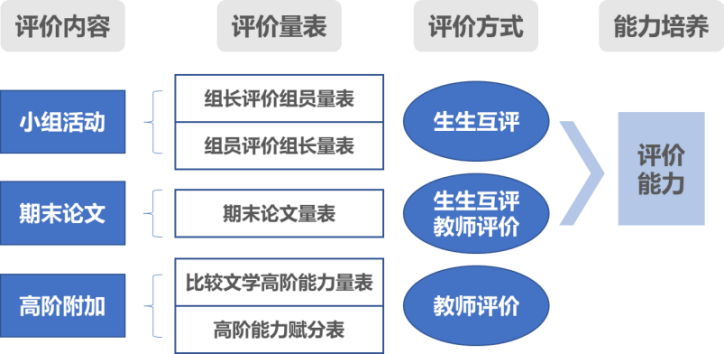 评价内容
评价量表
评价方式
能力培养
小组活动
组长评价组员量表
组员评价组长量表
生生互评
期末论文
期末论文量表
生生互评
教师评价
高阶附加
比较文学高阶能力量表
高阶能力赋分表
教师评价
评价
能力